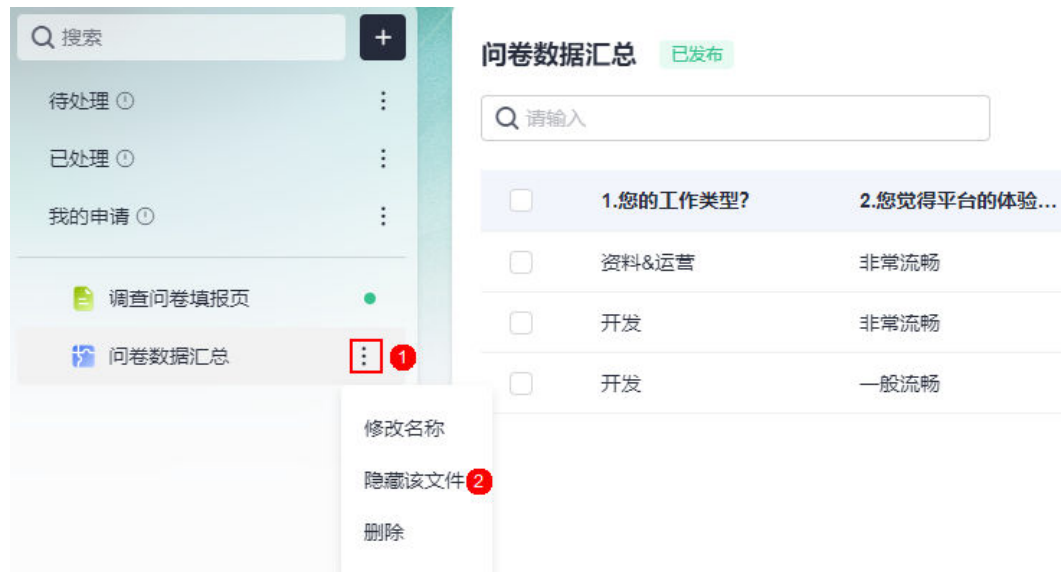 搜索
+
待处理
已处理
我的申请
调查问卷填报页
问卷数据汇总
1
修改名称
隐藏该文件 2
删除
问卷数据汇总 已发布
请输入
1.您的工作类型? 2.您觉得平台的体验...
资料&运营 非常流畅
开发 非常流畅
开发 一般流畅